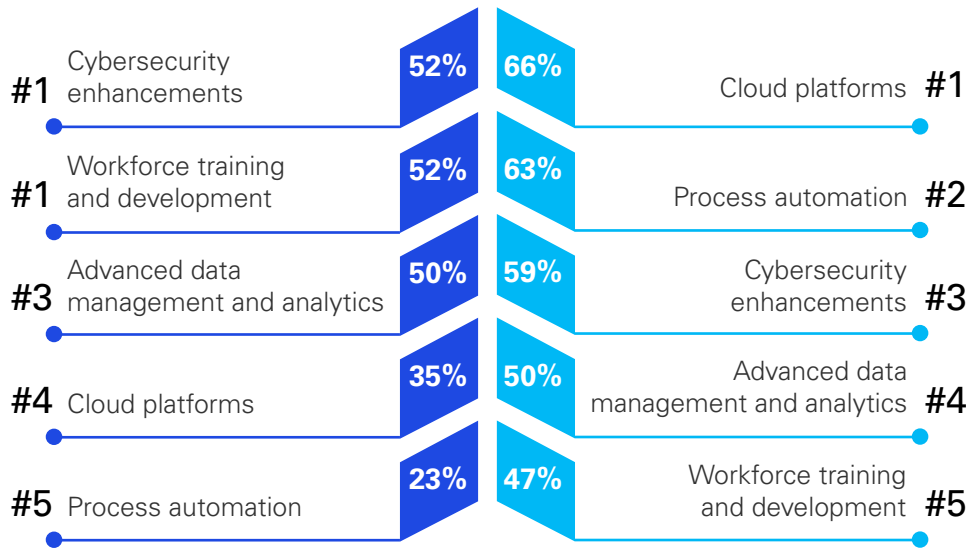 #1
Cybersecurity
enhancements
52%
#1
Workforce training
and development
52%
#3
Advanced data
management and analytics
50%
#4
Cloud platforms
35%
#5
Process automation
23%
66%
Cloud platforms
#1
63%
Process automation
#2
59%
Cybersecurity
enhancements
#3
50%
Advanced data
management and analytics
#4
47%
Workforce training
and development
#5